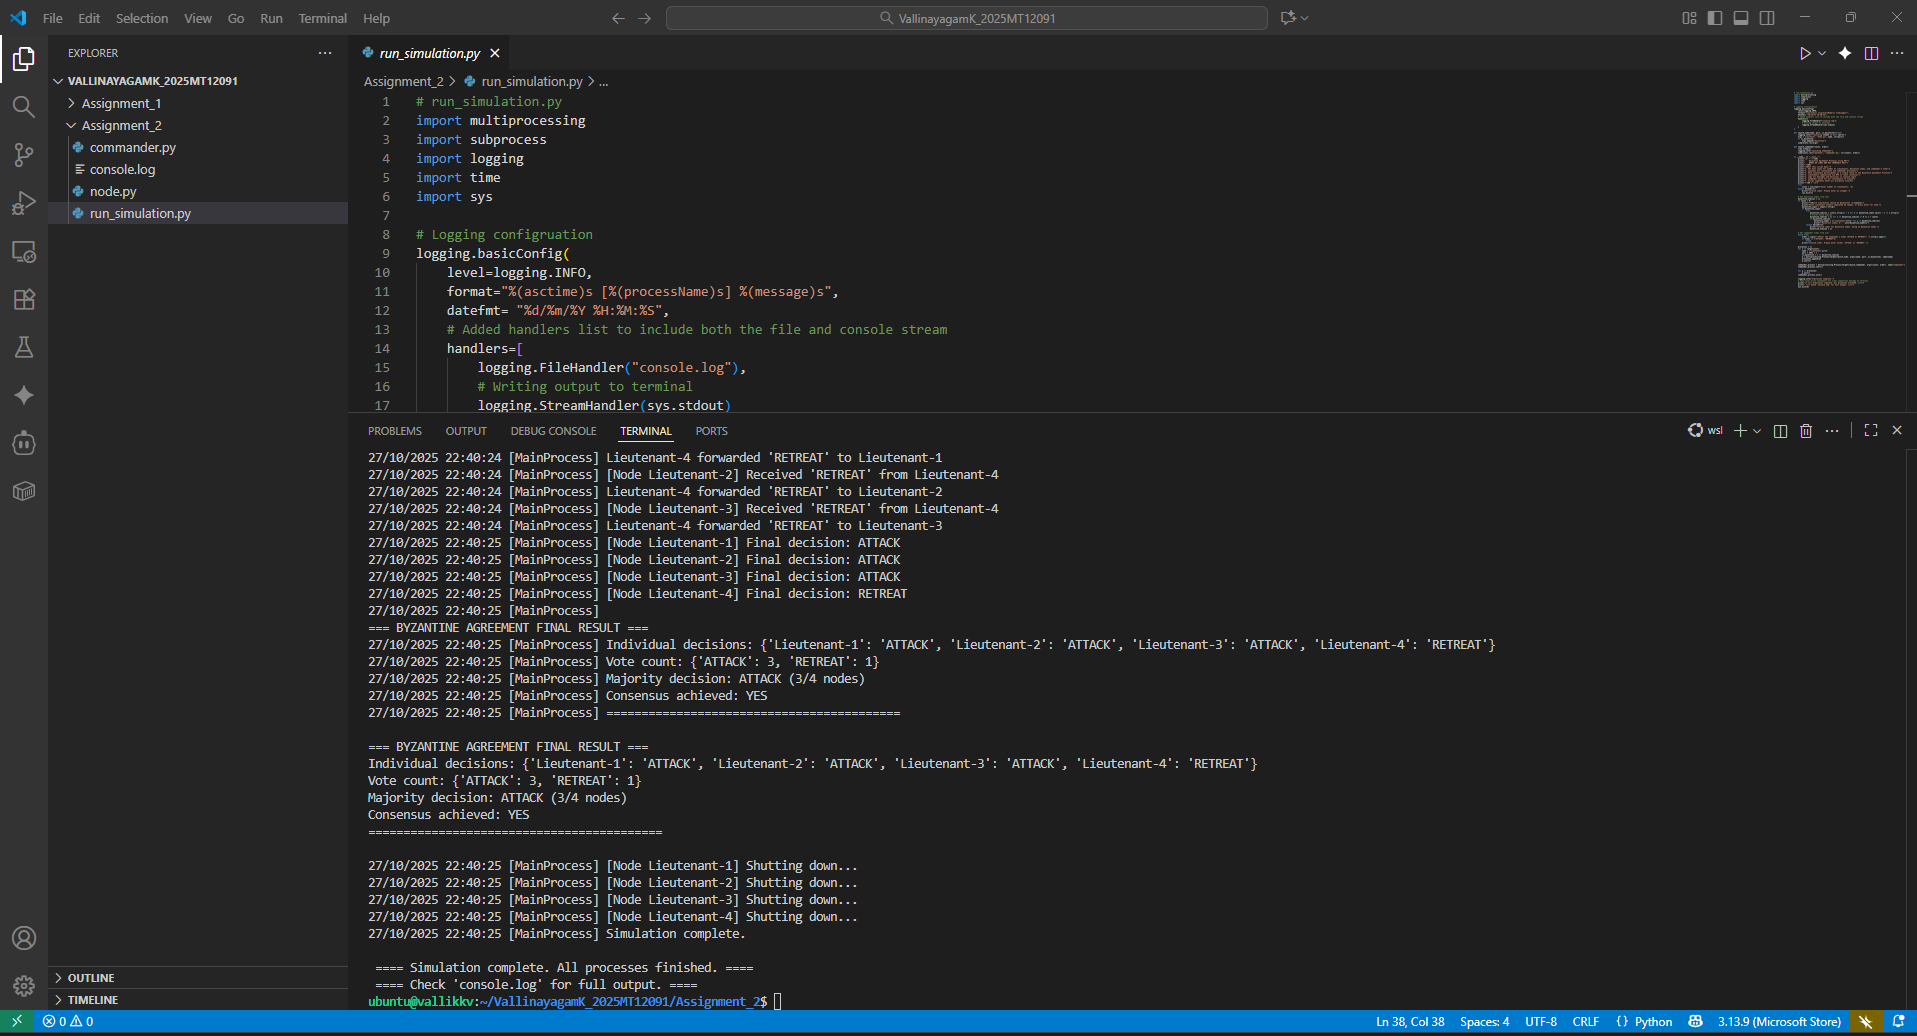 File Edit Selection View Go Run Terminal Help
VallinayagamK_2025MT12091
EXPLORER
VALLINAYAGAMK_2025MT12091
Assignment_1
Assignment_2
commander.py
console.log
node.py
run_simulation.py
run_simulation.py
Assignment_2 > run_simulation.py > ...
1 # run_simulation.py
2 import multiprocessing
3 import subprocess
4 import logging
5 import time
6 import sys
7
8 # Logging configruation
9 logging.basicConfig(
10 level=logging.INFO,
11 format="%(asctime)s [%(processName)s] %(message)s",
12 datefmt= "%d/%m/%Y %H:%M:%S",
13 # Added handlers list to include both the file and console stream
14 handlers=[
15 logging.FileHandler("console.log"),
16 # Writing output to terminal
17 logging.StreamHandler(sys.stdout)
PROBLEMS OUTPUT DEBUG CONSOLE TERMINAL PORTS
wsl
27/10/2025 22:40:24 [MainProcess] Lieutenant-4 forwarded 'RETREAT' to Lieutenant-1
27/10/2025 22:40:24 [MainProcess] [Node Lieutenant-2] Received 'RETREAT' from Lieutenant-4
27/10/2025 22:40:24 [MainProcess] Lieutenant-4 forwarded 'RETREAT' to Lieutenant-2
27/10/2025 22:40:24 [MainProcess] [Node Lieutenant-3] Received 'RETREAT' from Lieutenant-4
27/10/2025 22:40:24 [MainProcess] Lieutenant-4 forwarded 'RETREAT' to Lieutenant-3
27/10/2025 22:40:25 [MainProcess] [Node Lieutenant-1] Final decision: ATTACK
27/10/2025 22:40:25 [MainProcess] [Node Lieutenant-2] Final decision: ATTACK
27/10/2025 22:40:25 [MainProcess] [Node Lieutenant-3] Final decision: ATTACK
27/10/2025 22:40:25 [MainProcess] [Node Lieutenant-4] Final decision: RETREAT
27/10/2025 22:40:25 [MainProcess]
=== BYZANTINE AGREEMENT FINAL RESULT ===
27/10/2025 22:40:25 [MainProcess] Individual decisions: {'Lieutenant-1': 'ATTACK', 'Lieutenant-2': 'ATTACK', 'Lieutenant-3': 'ATTACK', 'Lieutenant-4': 'RETREAT'}
27/10/2025 22:40:25 [MainProcess] Vote count: {'ATTACK': 3, 'RETREAT': 1}
27/10/2025 22:40:25 [MainProcess] Majority decision: ATTACK (3/4 nodes)
27/10/2025 22:40:25 [MainProcess] Consensus achieved: YES
27/10/2025 22:40:25 [MainProcess] ==========================================

=== BYZANTINE AGREEMENT FINAL RESULT ===
Individual decisions: {'Lieutenant-1': 'ATTACK', 'Lieutenant-2': 'ATTACK', 'Lieutenant-3': 'ATTACK', 'Lieutenant-4': 'RETREAT'}
Vote count: {'ATTACK': 3, 'RETREAT': 1}
Majority decision: ATTACK (3/4 nodes)
Consensus achieved: YES
==========================================

27/10/2025 22:40:25 [MainProcess] [Node Lieutenant-1] Shutting down...
27/10/2025 22:40:25 [MainProcess] [Node Lieutenant-2] Shutting down...
27/10/2025 22:40:25 [MainProcess] [Node Lieutenant-3] Shutting down...
27/10/2025 22:40:25 [MainProcess] [Node Lieutenant-4] Shutting down...
27/10/2025 22:40:25 [MainProcess] Simulation complete.

==== Simulation complete. All processes finished. ====
==== Check 'console.log' for full output. ====
ubuntu@vallikkv:~/VallinayagamK_2025MT12091/Assignment_2$
OUTLINE
TIMELINE
0 0
Ln 38, Col 38 Spaces: 4 UTF-8 CRLF {} Python 3.13.9 (Microsoft Store)